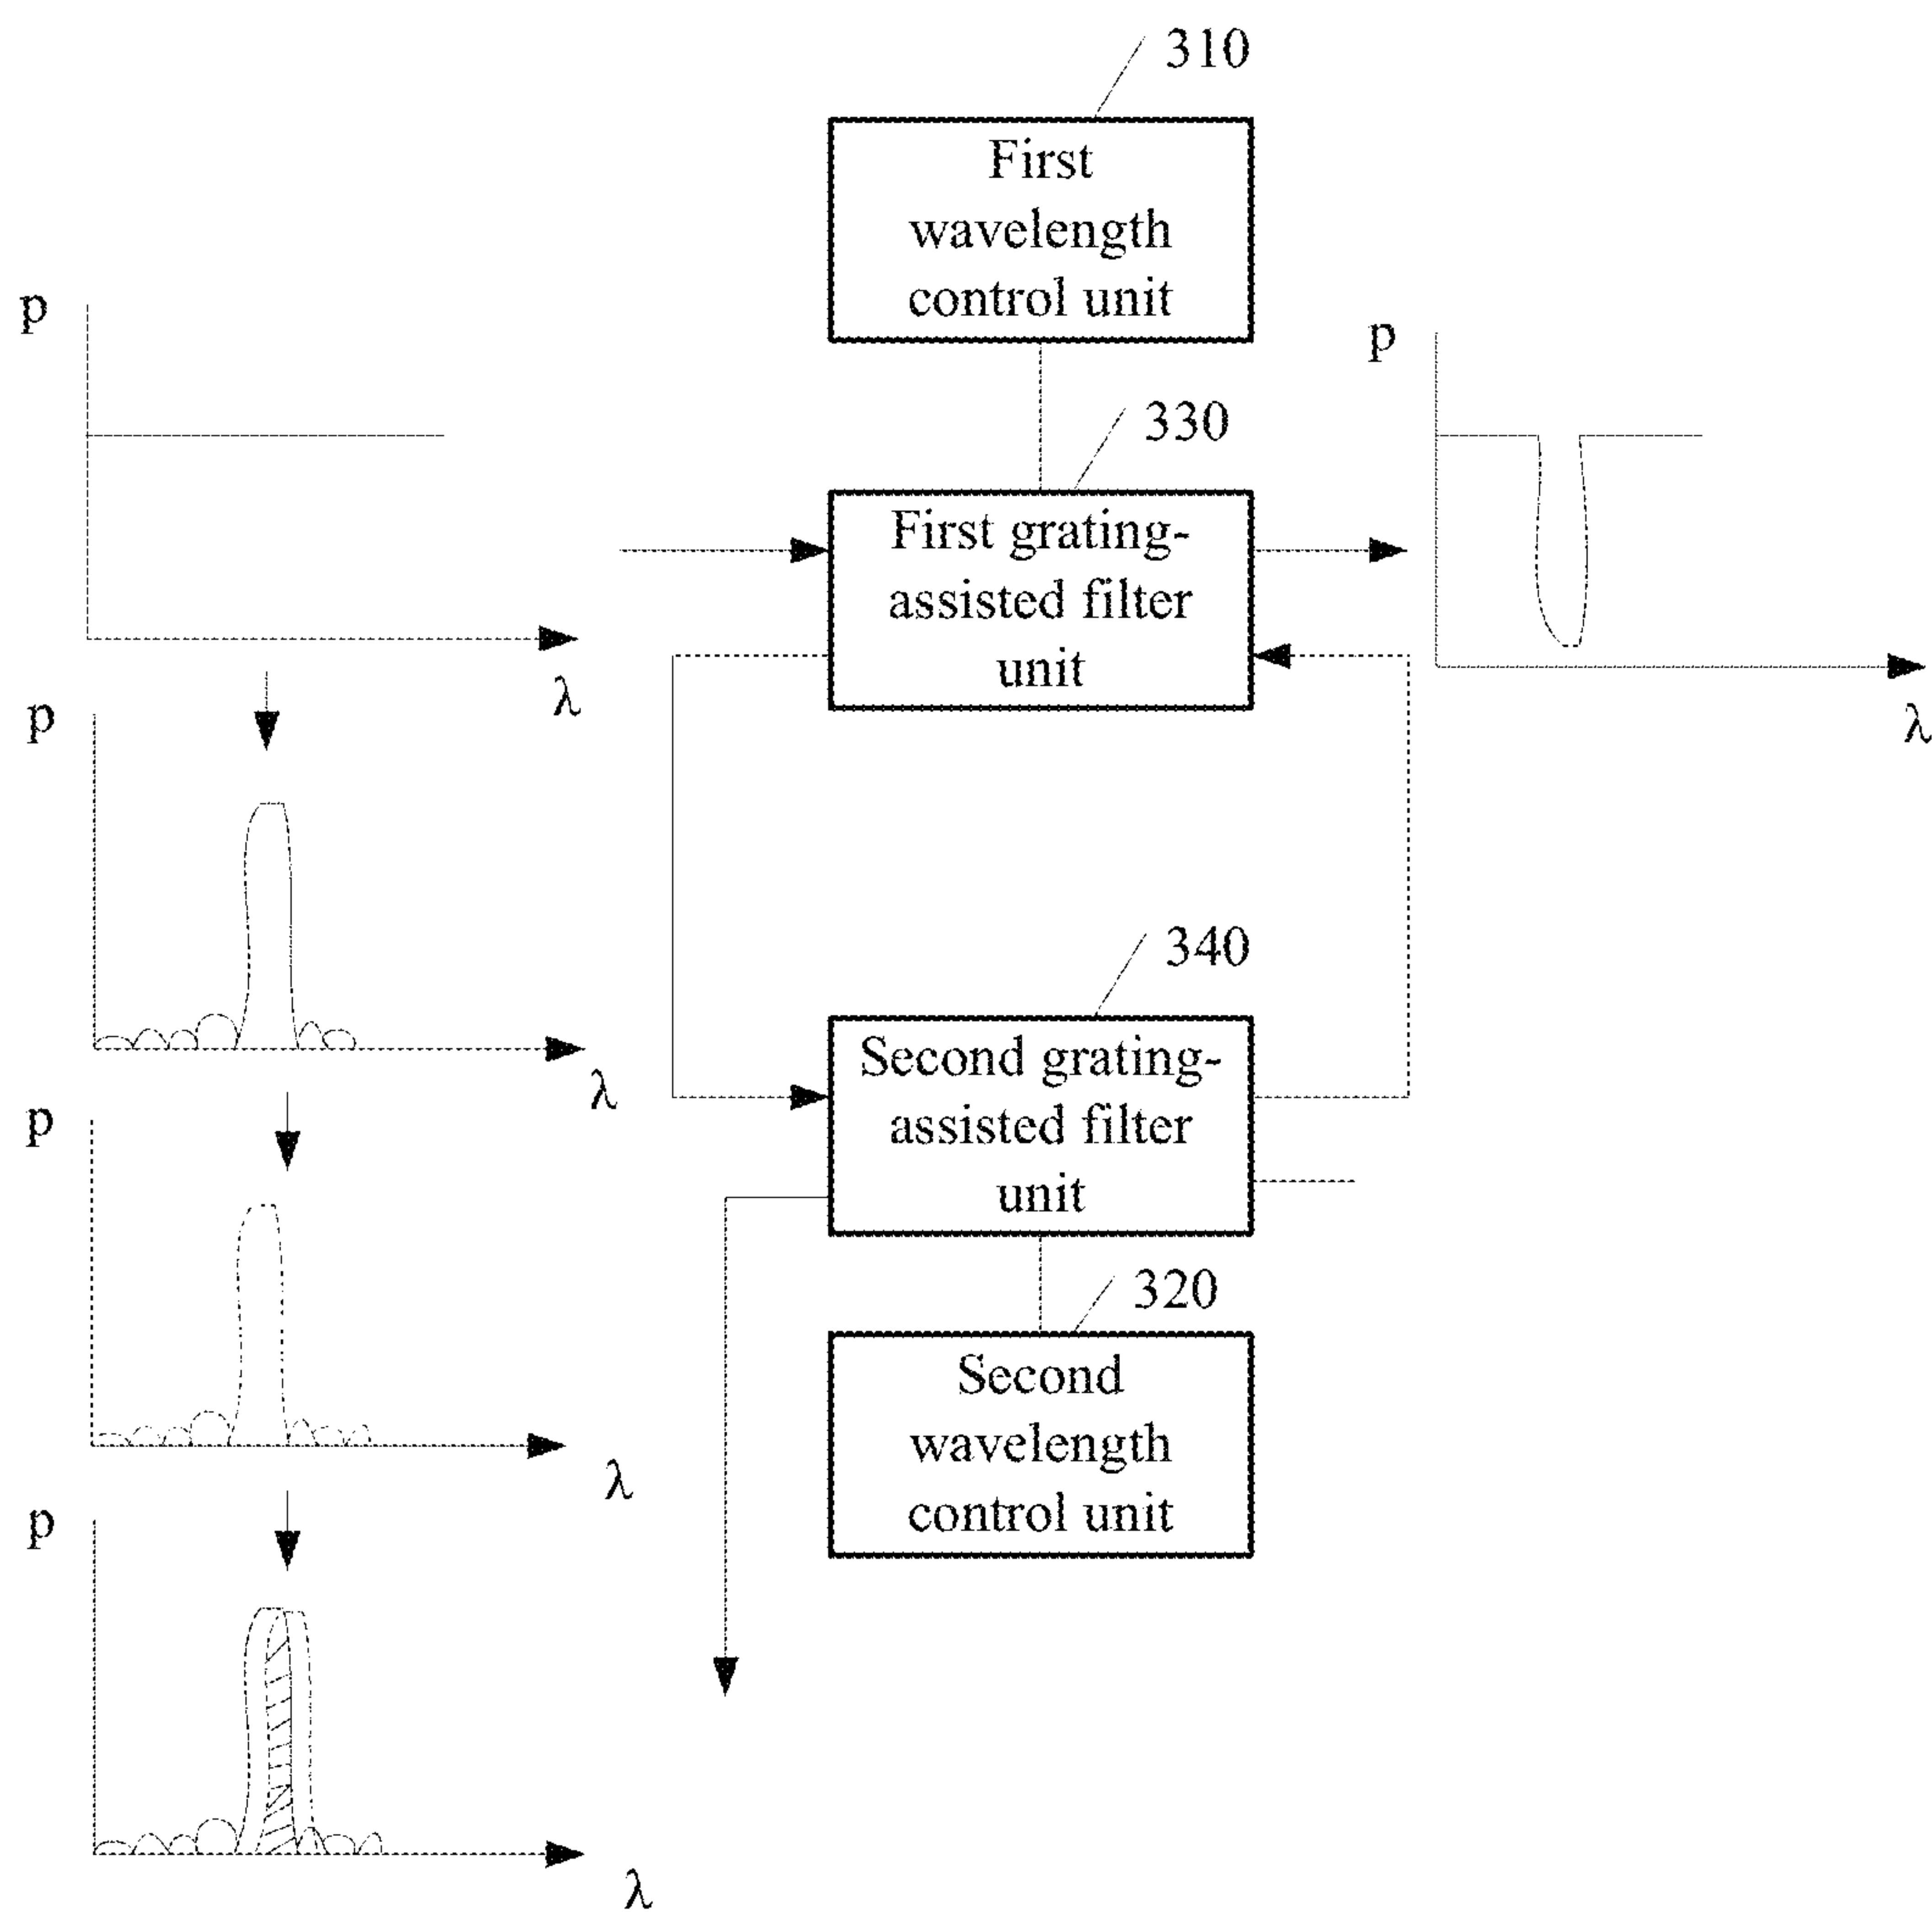 310
First
wavelength
control unit
p
p
330
First grating-
assisted filter
unit
λ
λ
p
340
Second grating-
assisted filter
unit
λ
p
320
Second
wavelength
control unit
λ
p
λ